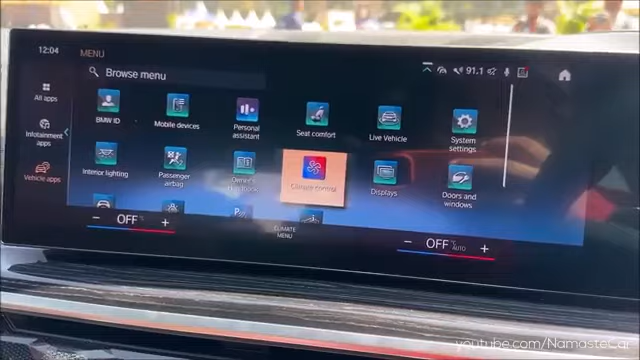 12:04
MENU
91.1
Browse menu
All apps
BMW ID
Mobile devices
Personal
assistant
Seat comfort
Live Vehicle
System
settings
Infotainment
apps
Vehicle apps
Interior lighting
Passenger
airbag
Climate control
Displays
Doors and
windows
− OFF °C +
CLIMATE
MENU
− OFF °C AUTO +
youtube.com/NamasteCar